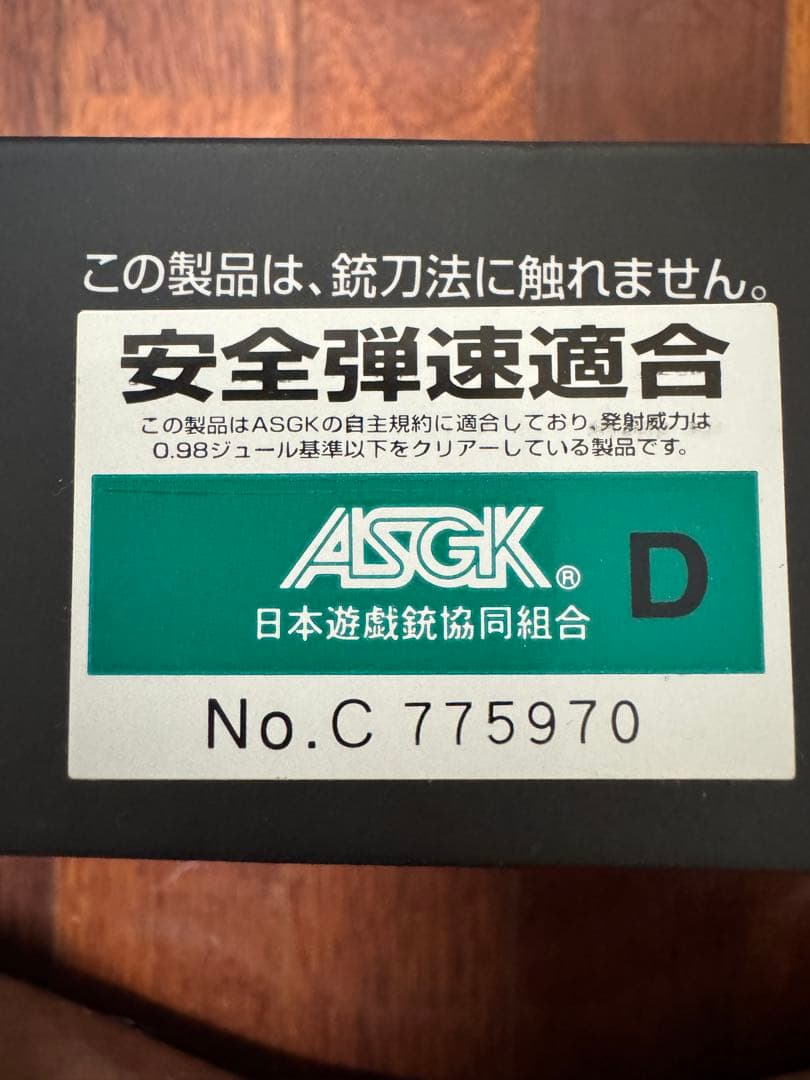 この製品は、銃刀法に触れません。
安全弾速適合
この製品はASGKの自主規約に適合しており、発射威力は
0.98ジュール基準以下をクリアーしている製品です。
ASGK® D
日本遊戯銃協同組合
No.C 775970